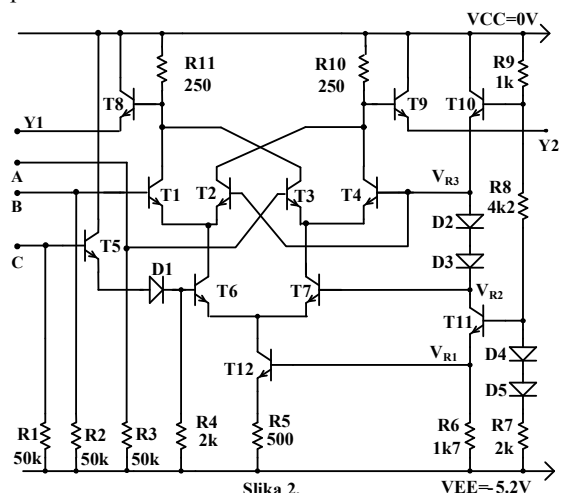 VCC=0V
R11
250
R10
250
R9
1k
T8
T9
T10
Y1
Y2
A
B
T1
T2
T3
T4
VR3
R8
4k2
D2
C
T5
D1
D3
T6
T7
VR2
T11
D4
T12
VR1
D5
R1
50k
R2
50k
R3
50k
R4
2k
R5
500
R6
1k7
R7
2k
Slika 2.
VEE=-5.2V